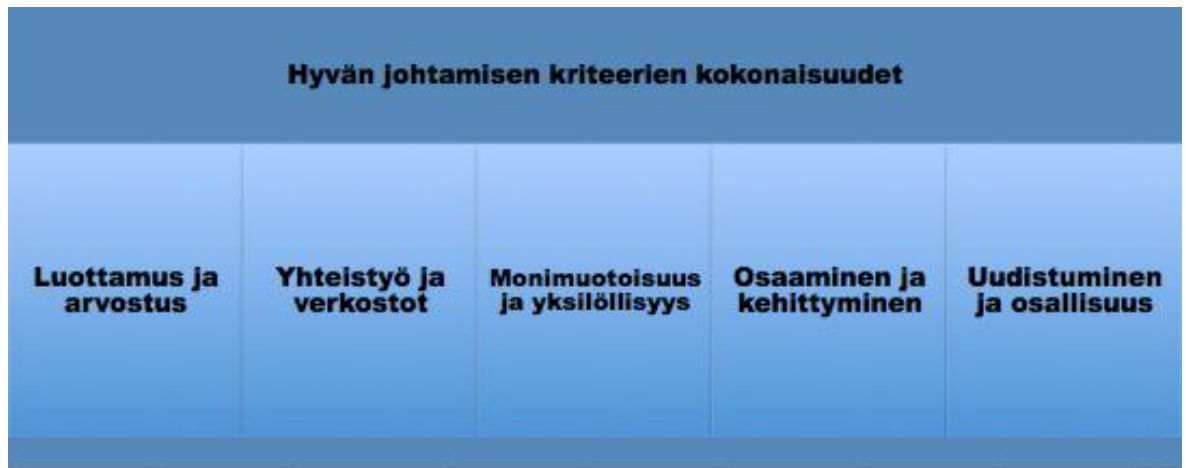 Hyvän johtamisen kriteerien kokonaisuudet
Luottamus ja
arvostus
Yhteistyö ja
verkostot
Monimuotoisuus
ja yksilöllisyys
Osaaminen ja
kehittyminen
Uudistuminen
ja osallisuus